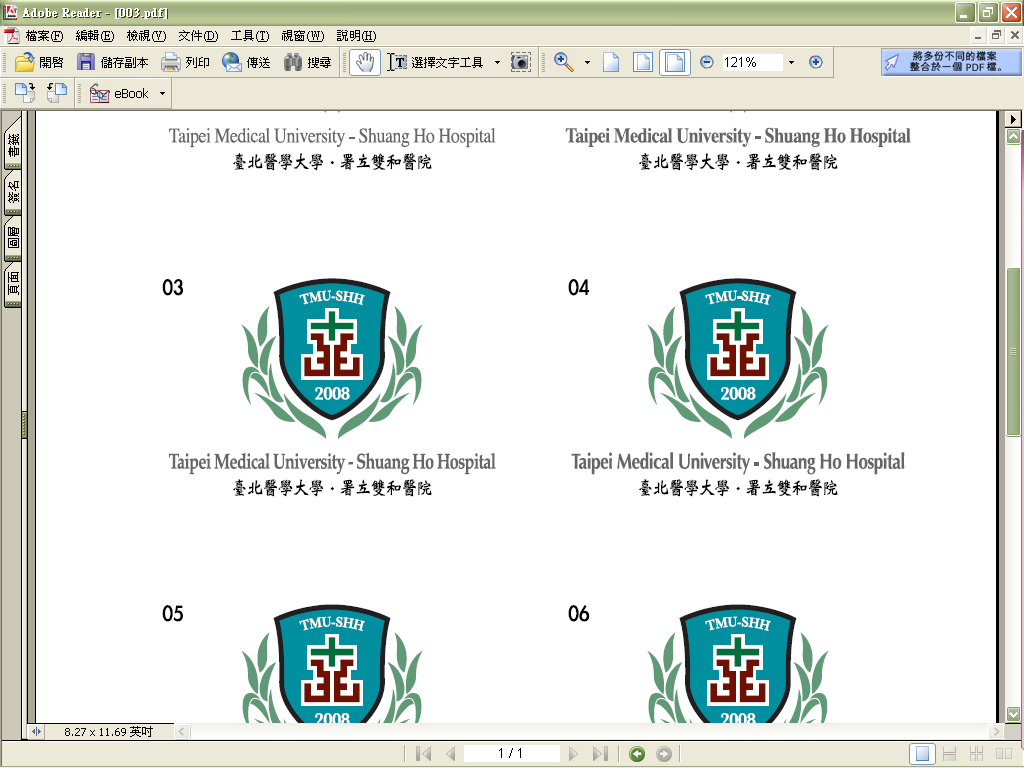 Adobe Reader - [003.pdf]
檔案(F) 編輯(E) 檢視(V) 文件(D) 工具(T) 視窗(W) 說明(H)
開啓 儲存副本 列印 傳送 搜尋 選擇文字工具 121% 將多份不同的檔案
整合於一個 PDF 檔。
eBook
書籤
簽名
圖層
頁面
Taipei Medical University - Shuang Ho Hospital
臺北醫學大學・署立雙和醫院
Taipei Medical University - Shuang Ho Hospital
臺北醫學大學・署立雙和醫院
03
TMU-SHH
2008
Taipei Medical University - Shuang Ho Hospital
臺北醫學大學・署立雙和醫院
04
TMU-SHH
2008
Taipei Medical University - Shuang Ho Hospital
臺北醫學大學・署立雙和醫院
05
TMU-SHH
2008
06
TMU-SHH
2008
8.27 x 11.69 英吋
1 / 1